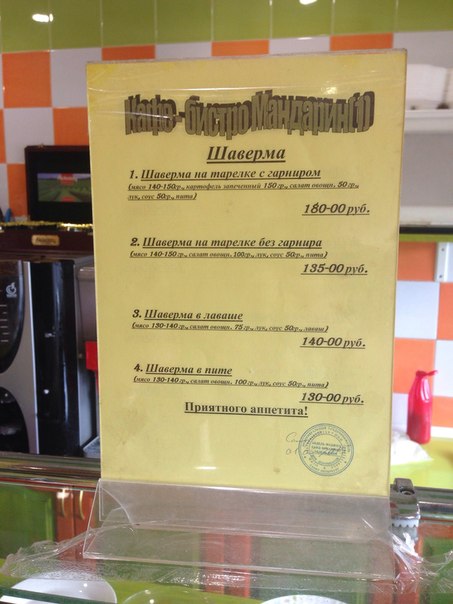 Кафе - бистро Мандарин(1)
Шаверма
1. Шаверма на тарелке с гарниром
(мясо 140-150гр., картофель запеченный 150 гр., салат овощн. 50 гр.,
лук, соус 50гр., пита)
180-00 руб.
2. Шаверма на тарелке без гарнира
(мясо 140-150 гр., салат овощн. 100гр., лук, соус 50гр., пита)
135-00 руб.
3. Шаверма в лаваше
(мясо 130-140 гр., салат овощн. 75 гр., лук, соус 50гр., лаваш)
140-00 руб.
4. Шаверма в пите
(мясо 130-140 гр., салат овощн. 100 гр., лук, соус 50гр., пита)
130-00 руб.
Приятного аппетита!